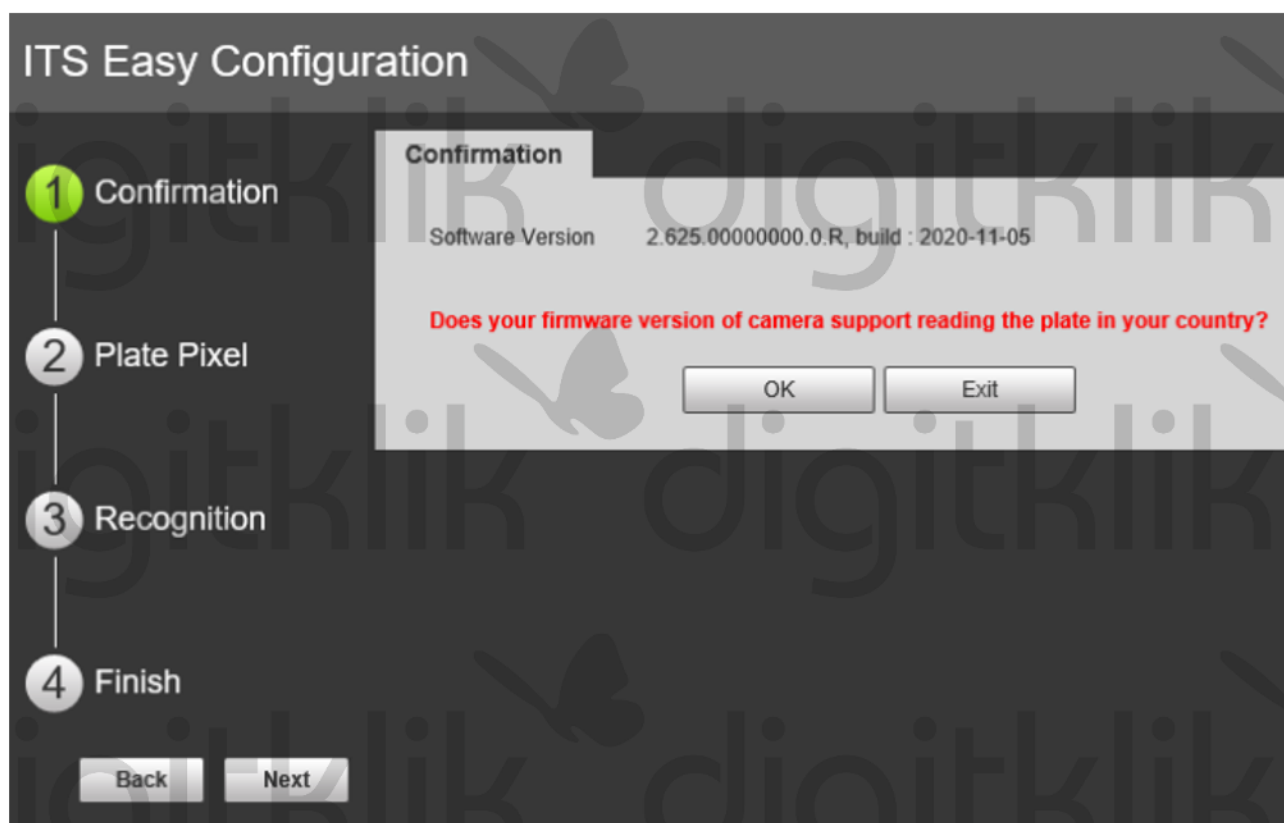 ITS Easy Configuration
1 Confirmation
2 Plate Pixel
3 Recognition
4 Finish
Back Next
Confirmation
Software Version 2.625.00000000.0.R, build : 2020-11-05
Does your firmware version of camera support reading the plate in your country?
OK Exit
digitklik